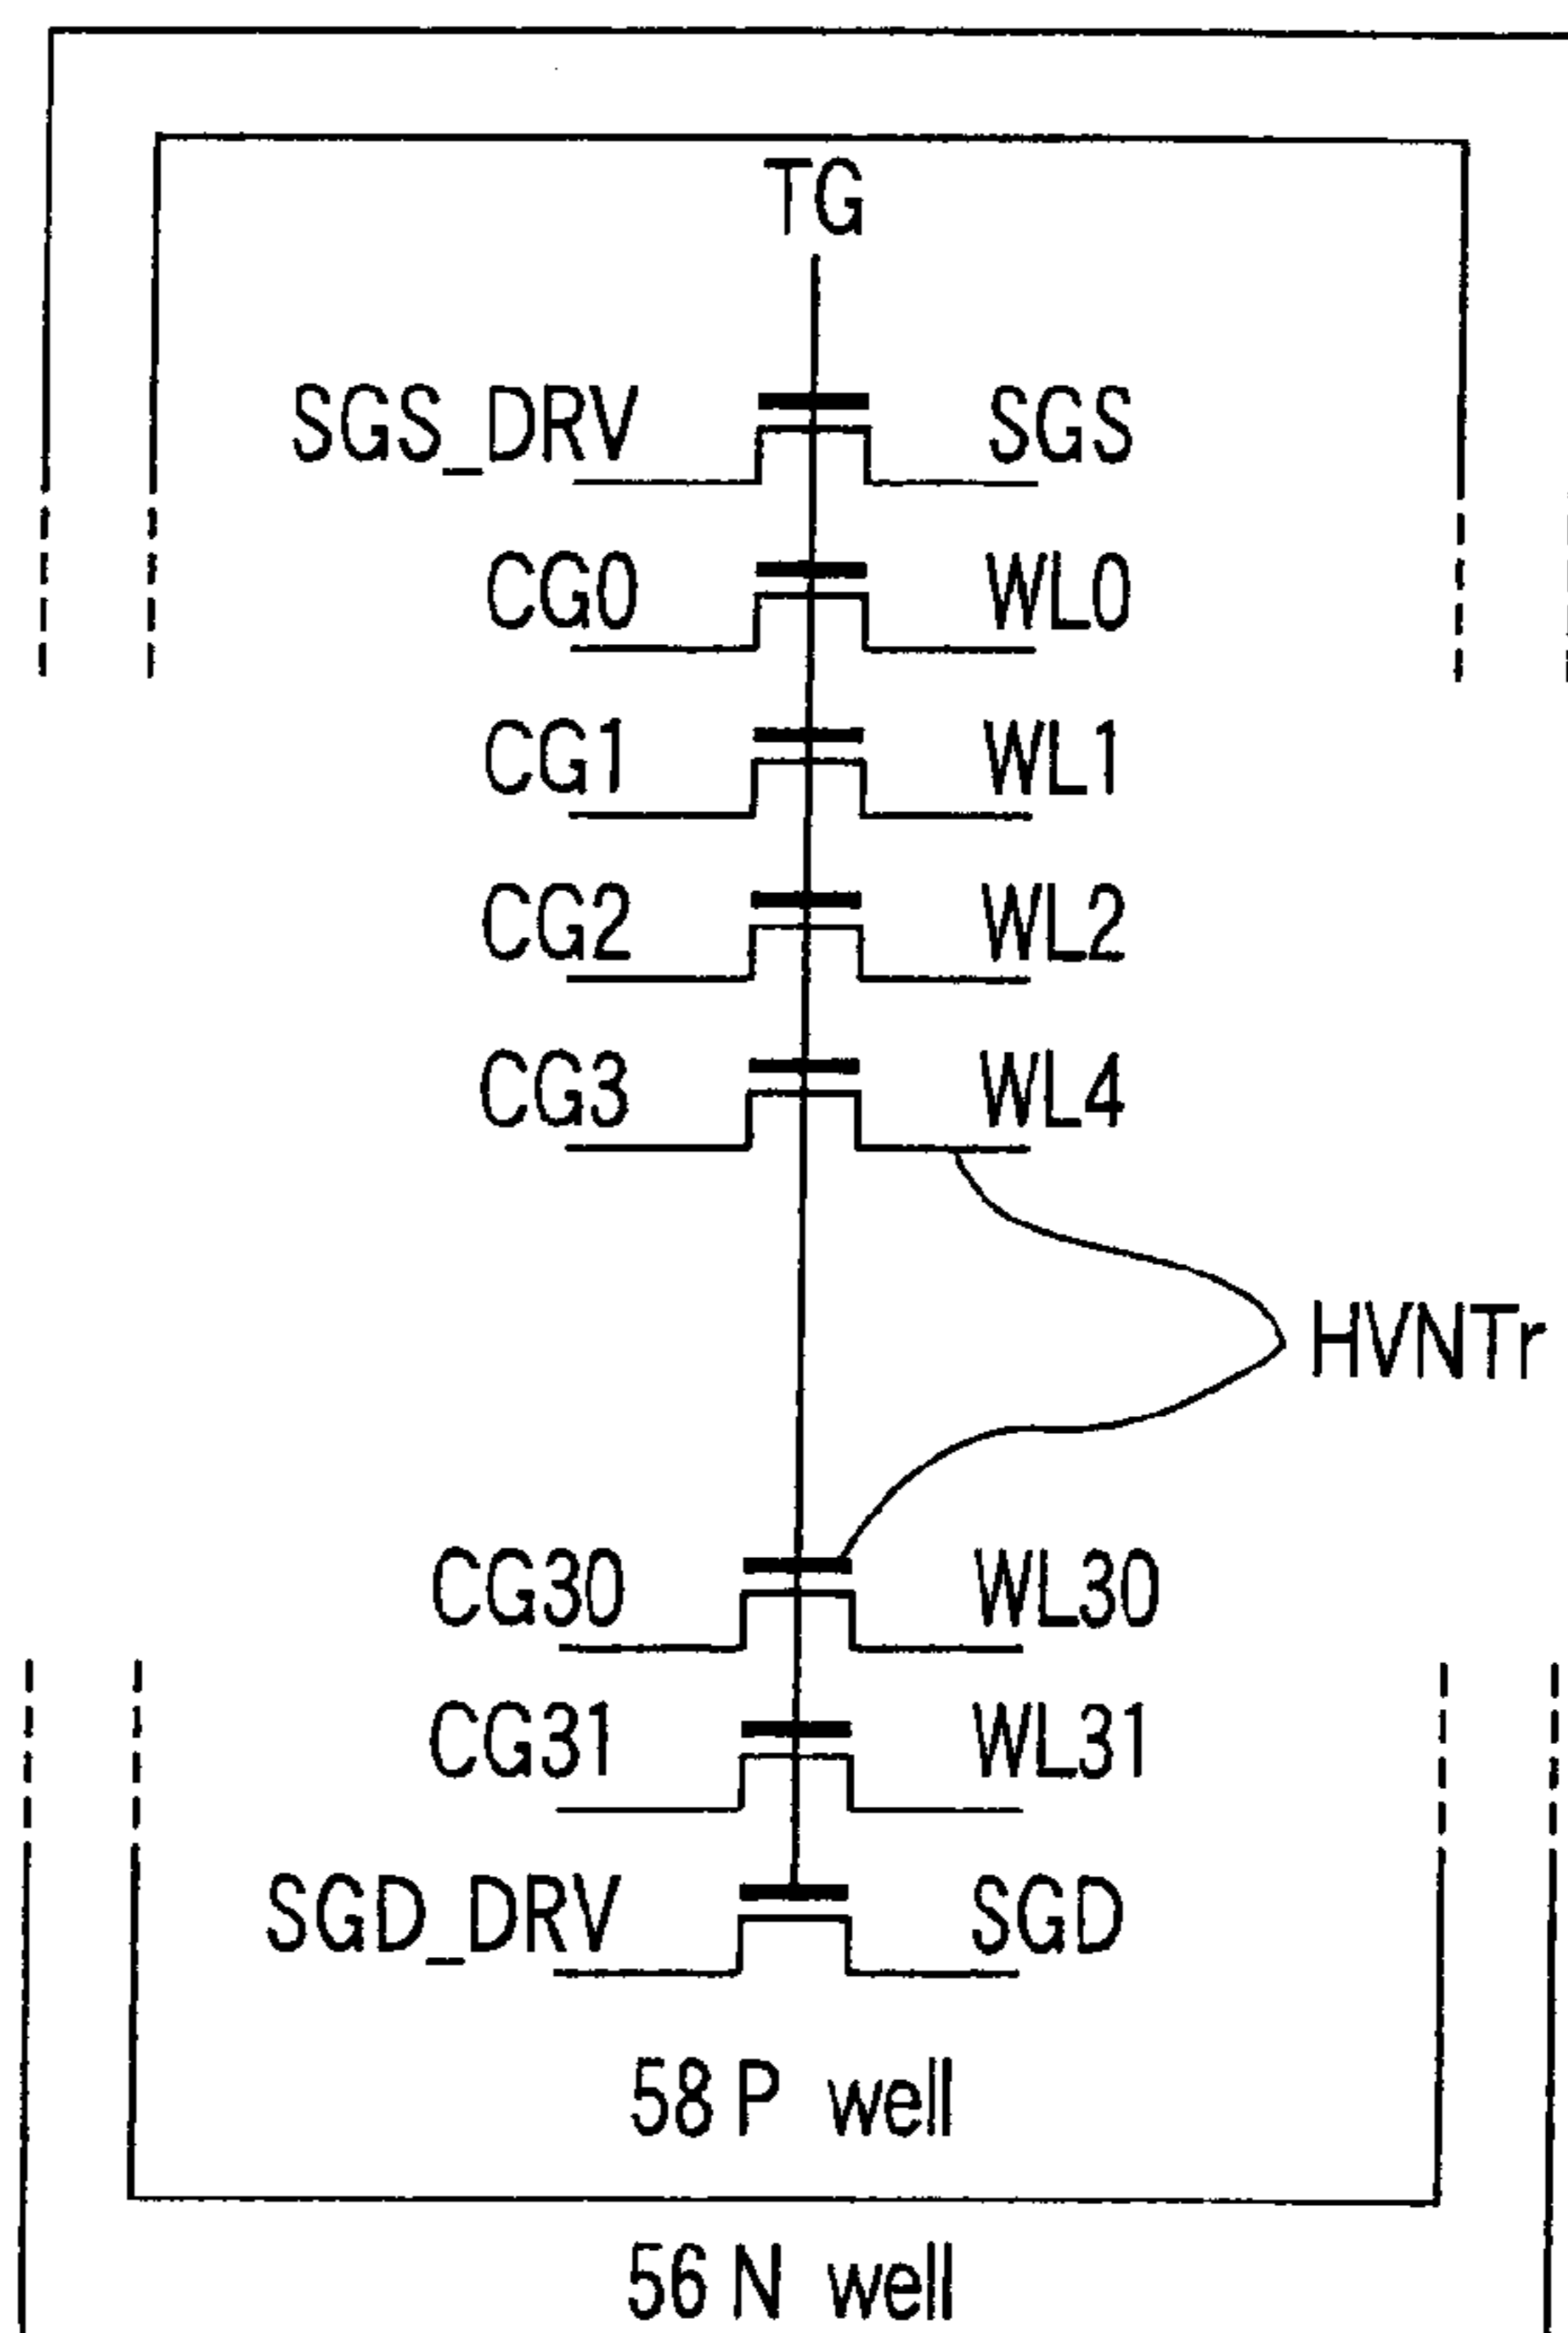 TG
SGS_DRV SGS
CG0 WL0
CG1 WL1
CG2 WL2
CG3 WL4
HVNTr
CG30 WL30
CG31 WL31
SGD_DRV SGD
58 P well
56 N well